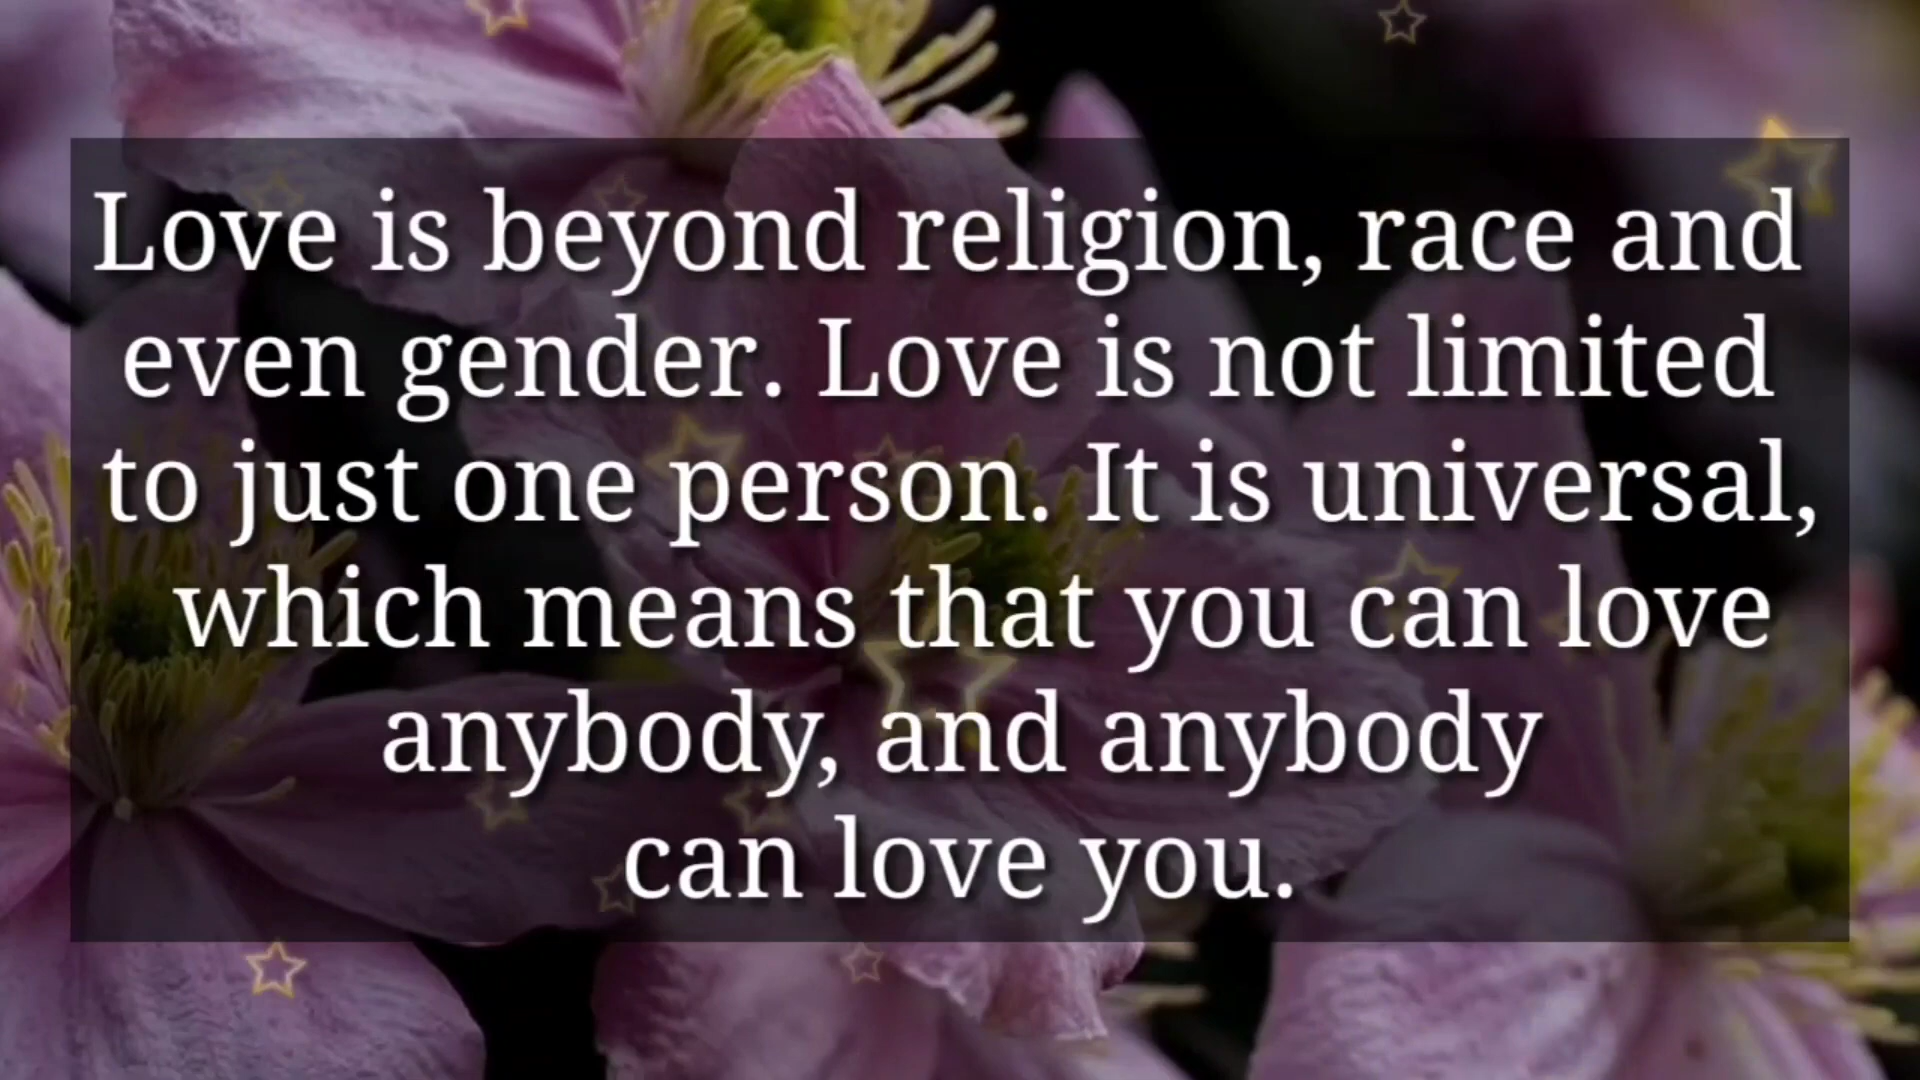 Love is beyond religion, race and
even gender. Love is not limited
to just one person. It is universal,
which means that you can love
anybody, and anybody
can love you.